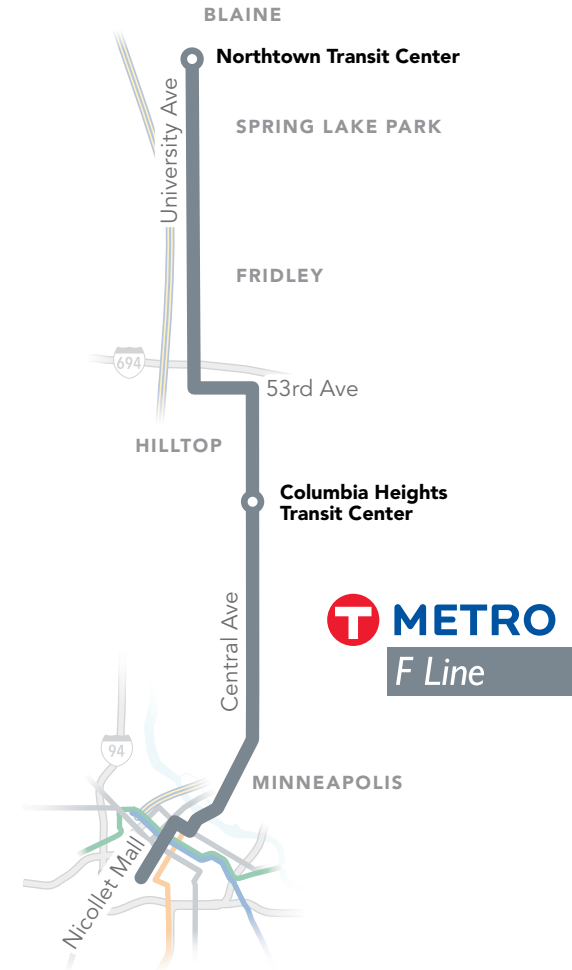 BLAINE
Northtown Transit Center
University Ave
SPRING LAKE PARK
FRIDLEY
694
53rd Ave
HILLTOP
Columbia Heights
Transit Center
Central Ave
T METRO
F Line
94
MINNEAPOLIS
Nicollet Mall